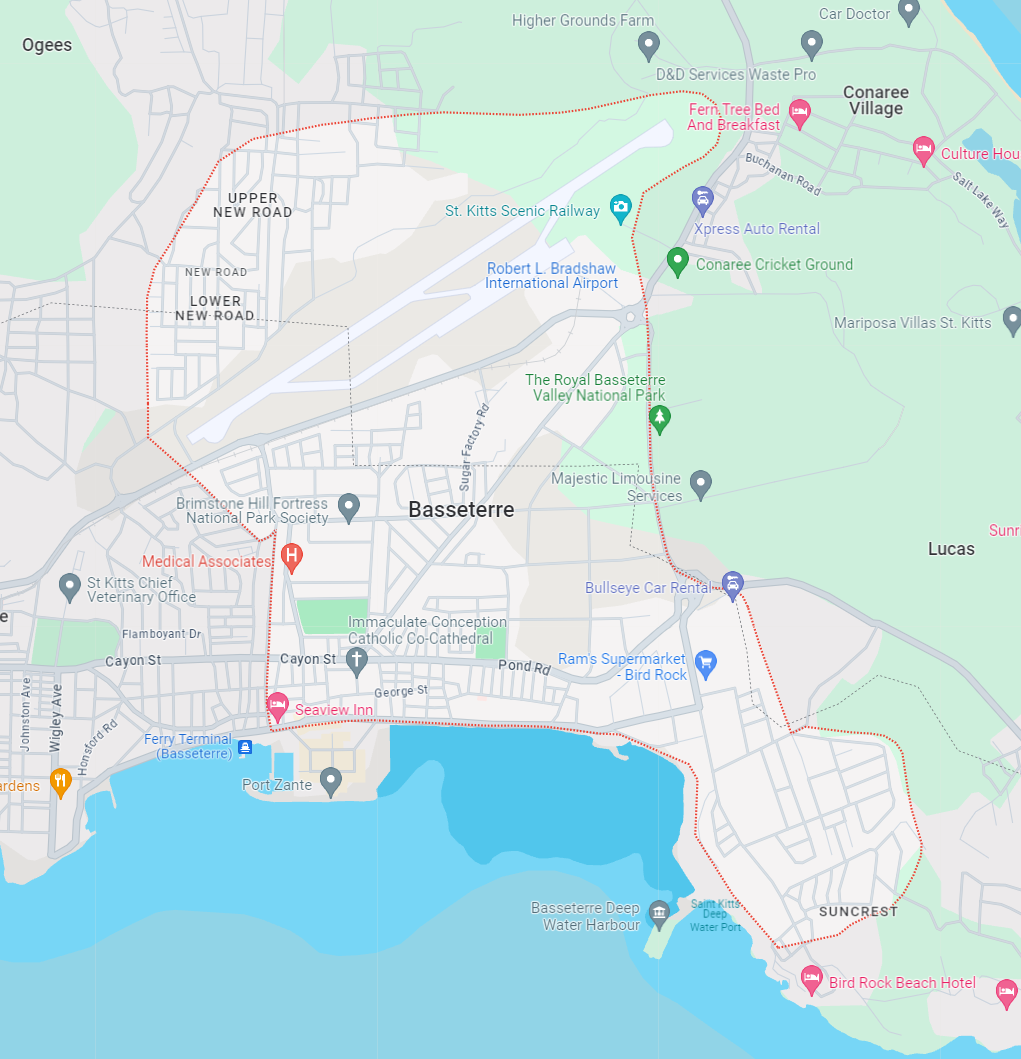 Higher Grounds Farm
Car Doctor
Ogees
D&D Services Waste Pro
Conaree
Village
Fern Tree Bed
And Breakfast
Culture Hou
Buchanan Road
Salt Lake Way
UPPER
NEW ROAD
St. Kitts Scenic Railway
Xpress Auto Rental
NEW ROAD
Robert L. Bradshaw
International Airport
Conaree Cricket Ground
LOWER
NEW ROAD
Mariposa Villas St. Kitts
The Royal Basseterre
Valley National Park
Sugar Factory Rd
Majestic Limousine
Services
Brimstone Hill Fortress
National Park Society
Basseterre
Sunri
Lucas
Medical Associates
H
St Kitts Chief
Veterinary Office
Bullseye Car Rental
e
Immaculate Conception
Catholic Co-Cathedral
Flamboyant Dr
Cayon St
Cayon St
Pond Rd
Ram's Supermarket
- Bird Rock
George St
Johnston Ave
Wigley Ave
Honsford Rd
Seaview Inn
Ferry Terminal
(Basseterre)
ardens
Port Zante
Basseterre Deep
Water Harbour
Saint Kitts
Deep
Water Port
SUNCREST
Bird Rock Beach Hotel